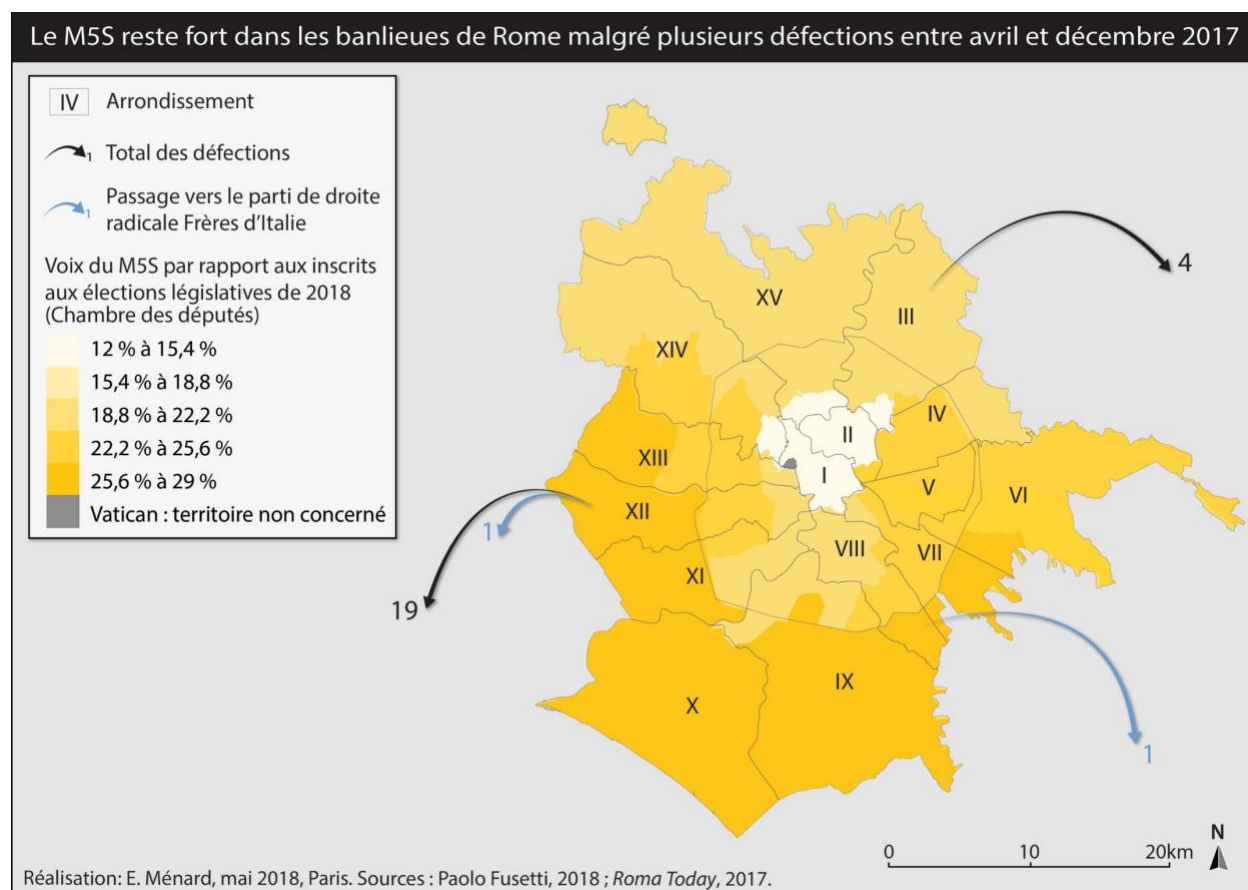 Le M5S reste fort dans les banlieues de Rome malgré plusieurs défections entre avril et décembre 2017
IV Arrondissement
1 Total des défections
Passage vers le parti de droite
1 radicale Frères d'Italie
Voix du M5S par rapport aux inscrits
aux élections législatives de 2018
(Chambre des députés)
12 % à 15,4 %
15,4 % à 18,8 %
18,8 % à 22,2 %
22,2 % à 25,6 %
25,6 % à 29 %
Vatican : territoire non concerné
4
XV
III
XIV
IV
II
XIII
I
V
VI
XII
1
VIII
VII
XI
19
IX
X
1
N
0 10 20km
Réalisation: E. Ménard, mai 2018, Paris. Sources : Paolo Fusetti, 2018 ; Roma Today, 2017.